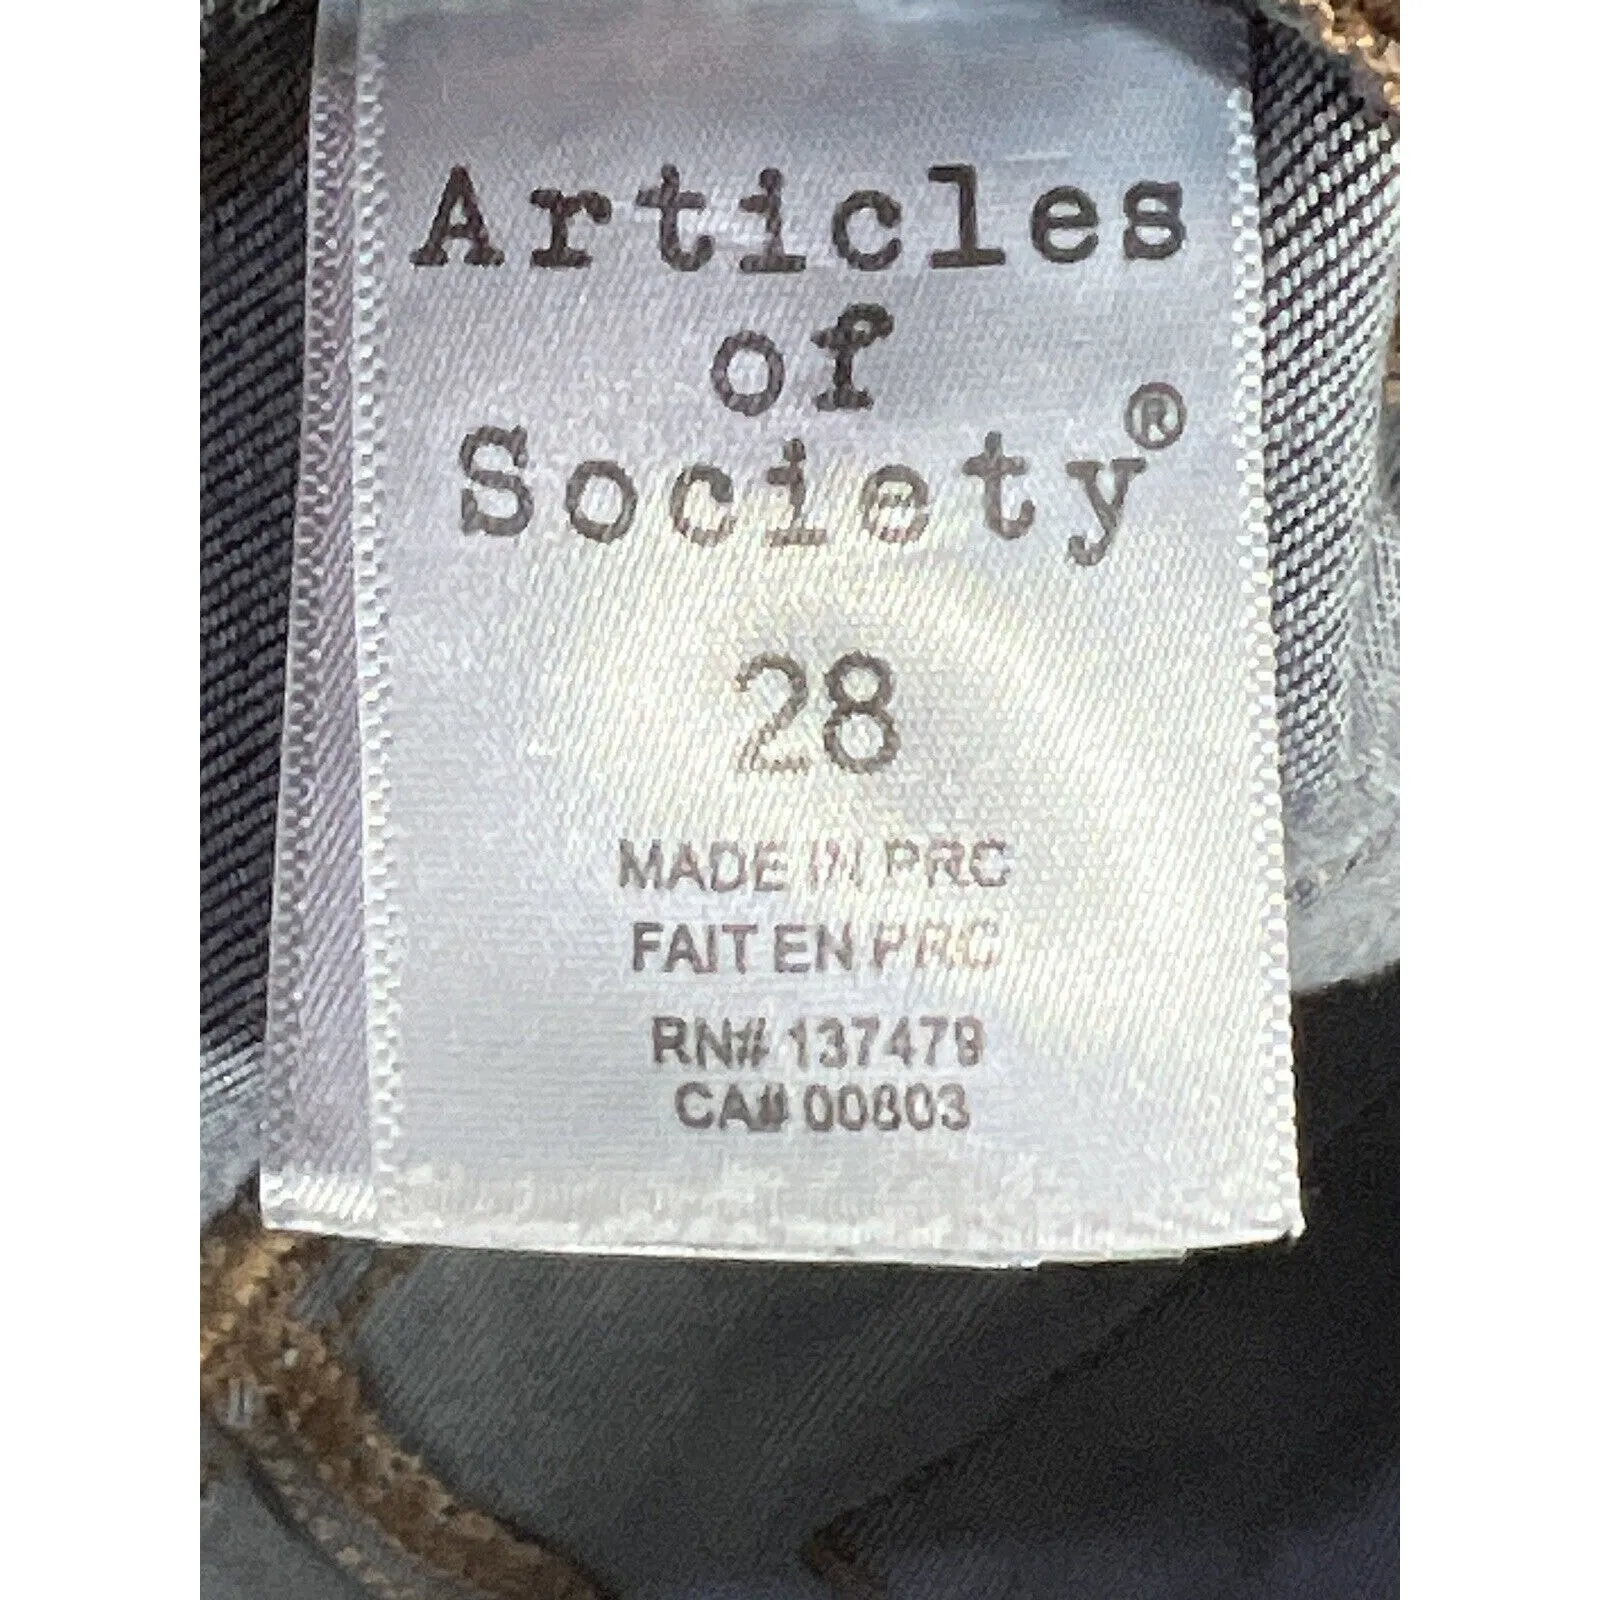 Articles
of
Society®
28
MADE IN PRC
FAIT EN PRC
RN# 137479
CA# 00803